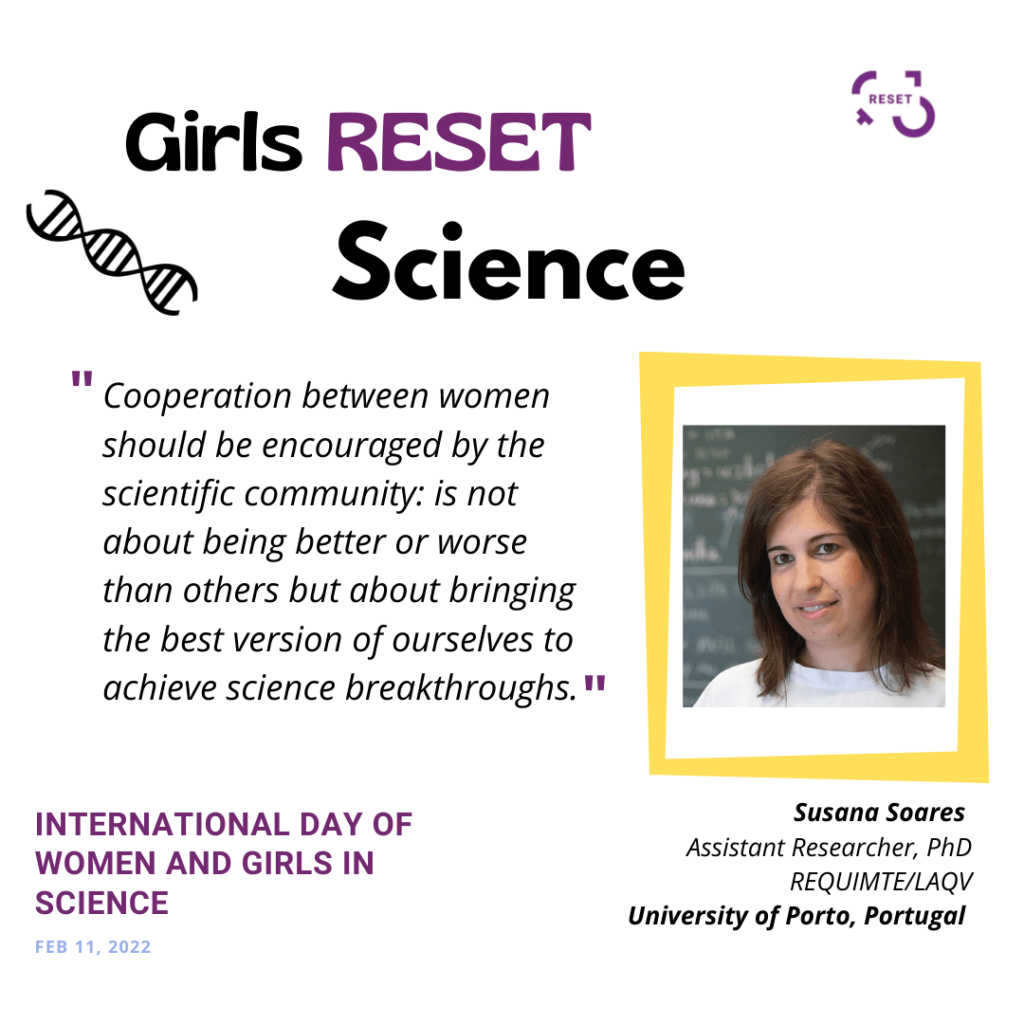 RESET
Girls RESET
Science
" Cooperation between women
should be encouraged by the
scientific community: is not
about being better or worse
than others but about bringing
the best version of ourselves to
achieve science breakthroughs. "
Susana Soares
Assistant Researcher, PhD
REQUIMTE/LAQV
University of Porto, Portugal
INTERNATIONAL DAY OF
WOMEN AND GIRLS IN
SCIENCE
FEB 11, 2022